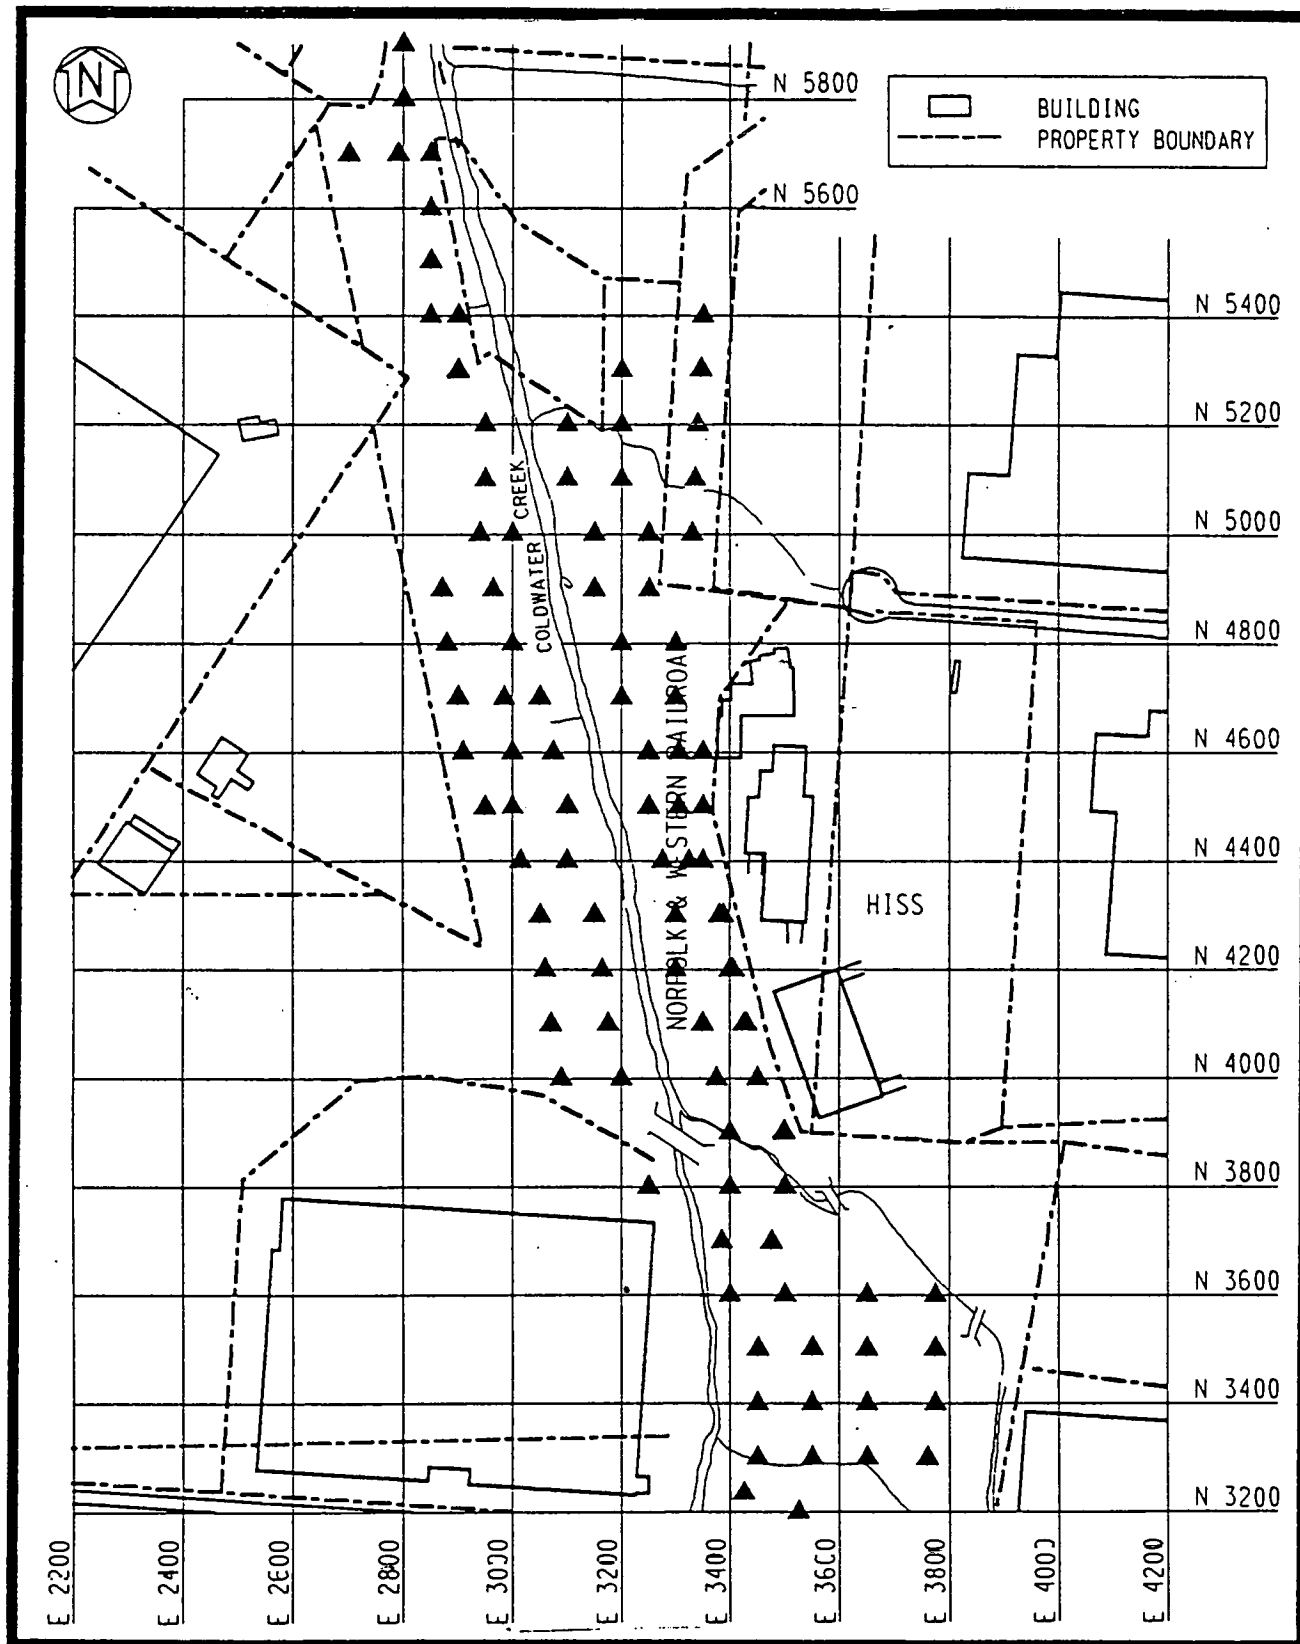 N
N 5800
BUILDING
PROPERTY BOUNDARY
N 5600
N 5400
N 5200
COLDWATER CREEK
N 5000
N 4800
NORFOLK & WESTERN RAILROA
N 4600
N 4400
HISS
N 4200
N 4000
N 3800
N 3600
N 3400
N 3200
E 2200
E 2400
E 2600
E 2800
E 3000
E 3200
E 3400
E 3600
E 3800
E 4000
E 4200